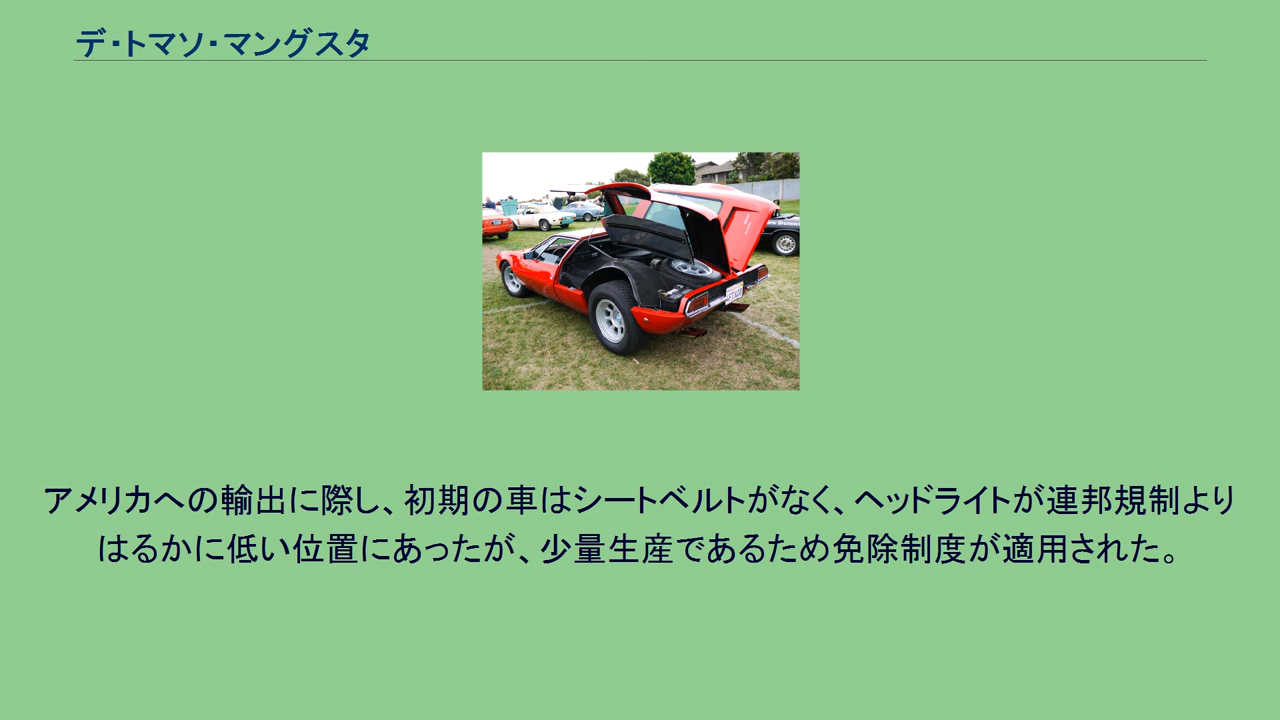 デ・トマソ・マングスタ
アメリカへの輸出に際し、初期の車はシートベルトがなく、ヘッドライトが連邦規制より
はるかに低い位置にあったが、少量生産であるため免除制度が適用された。